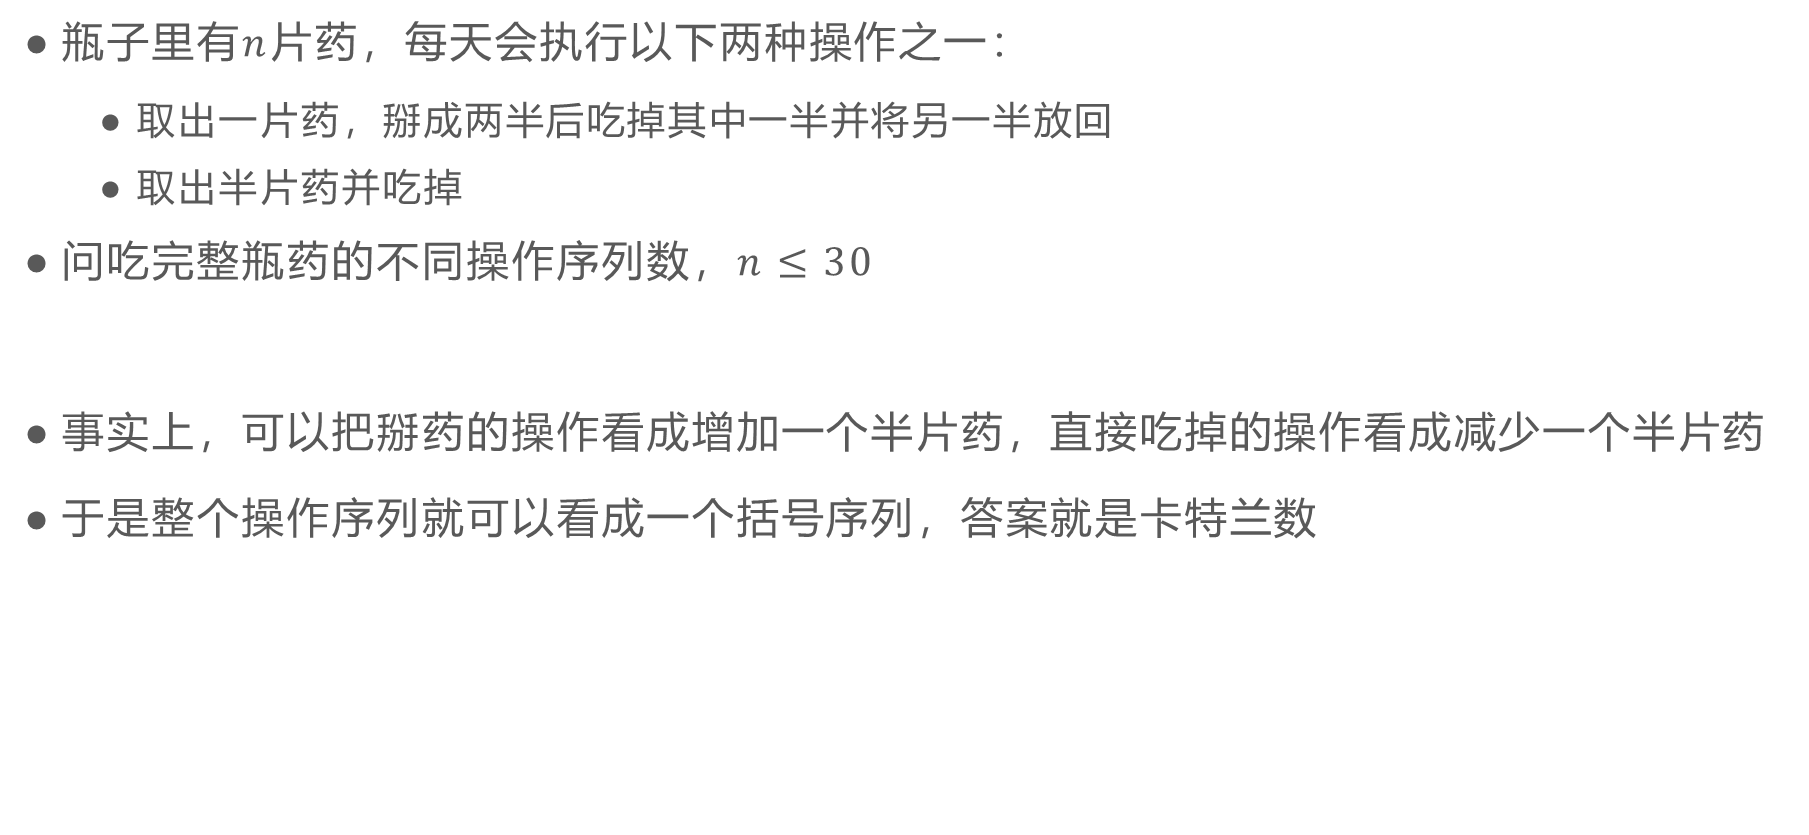 • 瓶子里有n片药，每天会执行以下两种操作之一：
• 取出一片药，掰成两半后吃掉其中一半并将另一半放回
• 取出半片药并吃掉
• 问吃完整瓶药的不同操作序列数，n ≤ 30
• 事实上，可以把掰药的操作看成增加一个半片药，直接吃掉的操作看成减少一个半片药
• 于是整个操作序列就可以看成一个括号序列，答案就是卡特兰数